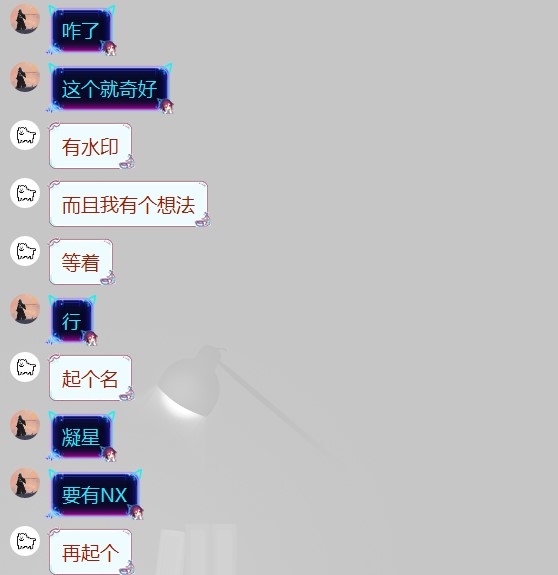 咋了
这个就奇好
有水印
而且我有个想法
等着
行
起个名
凝星
要有NX
再起个